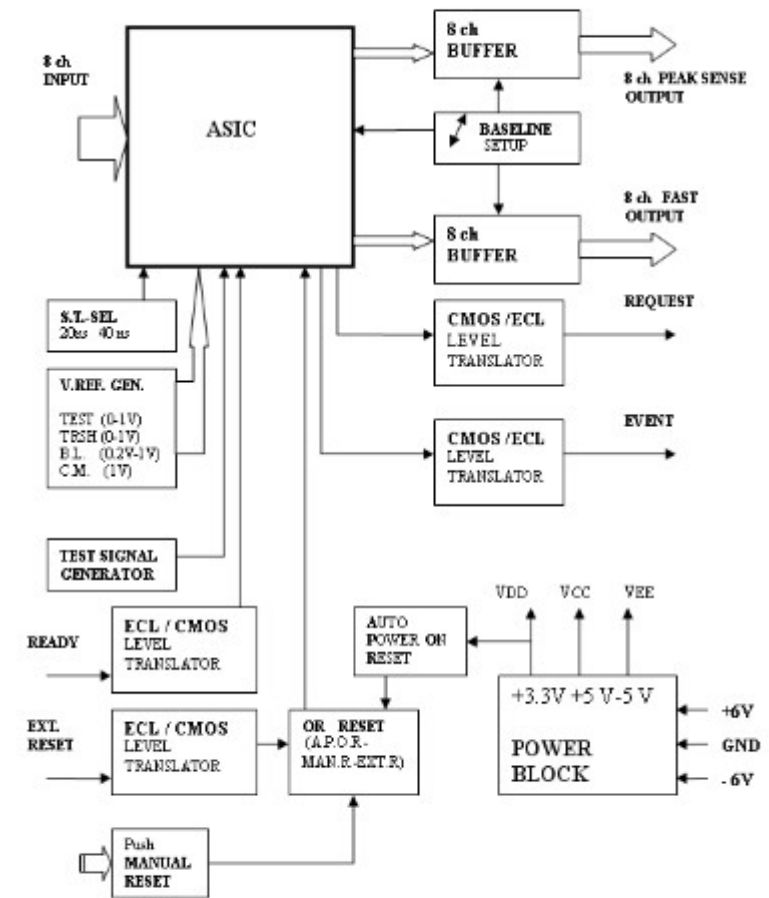 8 ch
INPUT
ASIC
8 ch
BUFFER
8 ch PEAK SENSE
OUTPUT
BASELINE
SETUP
8 ch FAST
OUTPUT
8 ch
BUFFER
S.T.-SEL
20ns 40ns
CMOS /ECL
LEVEL
TRANSLATOR
REQUEST
V.REF. GEN.
TEST (0-1V)
TRSH (0-1V)
B.L. (0.2V-1V)
C.M. (1V)
CMOS /ECL
LEVEL
TRANSLATOR
EVENT
TEST SIGNAL
GENERATOR
READY
ECL / CMOS
LEVEL
TRANSLATOR
AUTO
POWER ON
RESET
VDD VCC VEE
+3.3V +5 V-5 V
POWER
BLOCK
+6V
GND
- 6V
EXT.
RESET
ECL / CMOS
LEVEL
TRANSLATOR
OR RESET
(A.P.O.R-
MAN.R-EXT.R)
Push
MANUAL
RESET